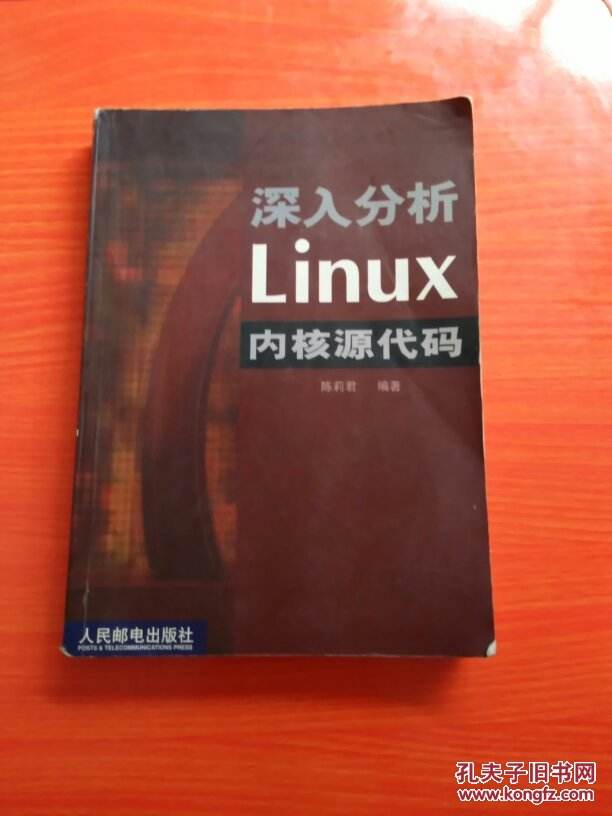 深入分析
Linux
内核源代码
陈莉君 编著
人民邮电出版社
POSTS & TELECOMMUNICATIONS PRESS
孔夫子旧书网
www.kongfz.com